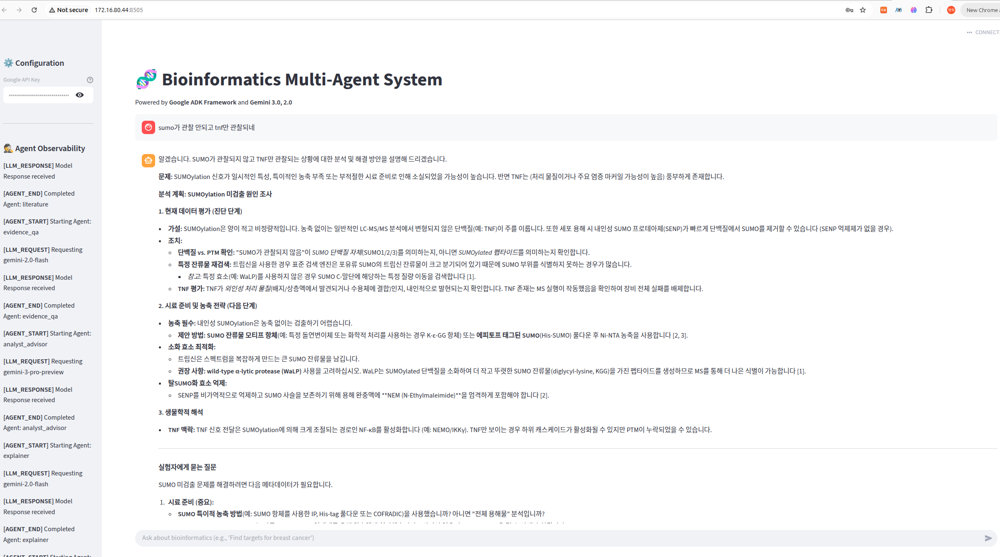 Not secure 172.16.80.44:8505
New Chrome
CONNECT
⚙️ Configuration
Google API Key
🕵️ Agent Observability
[LLM_RESPONSE] Model
Response received
[AGENT_END] Completed
Agent: literature
[AGENT_START] Starting Agent:
evidence_qa
[LLM_REQUEST] Requesting
gemini-2.0-flash
[LLM_RESPONSE] Model
Response received
[AGENT_END] Completed
Agent: evidence_qa
[AGENT_START] Starting Agent:
analyst_advisor
[LLM_REQUEST] Requesting
gemini-3-pro-preview
[LLM_RESPONSE] Model
Response received
[AGENT_END] Completed
Agent: analyst_advisor
[AGENT_START] Starting Agent:
explainer
[LLM_REQUEST] Requesting
gemini-2.0-flash
[LLM_RESPONSE] Model
Response received
[AGENT_END] Completed
Agent: explainer
[AGENT_START] Starting Agent:
🧬 Bioinformatics Multi-Agent System
Powered by Google ADK Framework and Gemini 3.0, 2.0
sumo가 관찰 안되고 tnf만 관찰되네
알겠습니다. SUMO가 관찰되지 않고 TNF만 관찰되는 상황에 대한 분석 및 해결 방안을 설명해 드리겠습니다.
문제: SUMOylation 신호가 일시적인 특성, 특이적인 농축 부족 또는 부적절한 시료 준비로 인해 소실되었을 가능성이 높습니다. 반면 TNF는 (처리 물질이거나 주요 염증 마커일 가능성이 높음) 풍부하게 존재합니다.
분석 계획: SUMOylation 미검출 원인 조사
1. 현재 데이터 평가 (진단 단계)
• 가설: SUMOylation은 양이 적고 비정량적입니다. 농축 없이는 일반적인 LC-MS/MS 분석에서 변형되지 않은 단백질(예: TNF)이 주를 이룹니다. 또한 세포 용해 시 내인성 SUMO 프로테아제(SENP)가 빠르게 단백질에서 SUMO를 제거할 수 있습니다 (SENP 억제제가 없을 경우).
• 조치:
○ 단백질 vs. PTM 확인: "SUMO가 관찰되지 않음"이 SUMO 단백질 자체(SUMO1/2/3)를 의미하는지, 아니면 SUMOylated 펩타이드를 의미하는지 확인합니다.
○ 특정 잔류물 재검색: 트립신을 사용한 경우 표준 검색 엔진은 포유류 SUMO의 트립신 잔류물이 크고 분기되어 있기 때문에 SUMO 부위를 식별하지 못하는 경우가 많습니다.
▪ 참고: 특정 효소(예: WaLP)를 사용하지 않은 경우 SUMO C-말단에 해당하는 특정 질량 이동을 검색합니다 [1].
○ TNF 평가: TNF가 외인성 처리 물질(배지/상층액에서 발견되거나 수용체에 결합)인지, 내인적으로 발현되는지 확인합니다. TNF 존재는 MS 실행이 작동했음을 확인하여 장비 전체 실패를 배제합니다.
2. 시료 준비 및 농축 전략 (다음 단계)
• 농축 필수: 내인성 SUMOylation은 농축 없이는 검출하기 어렵습니다.
○ 제안 방법: SUMO 잔류물 모티프 항체(예: 특정 돌연변이체 또는 화학적 처리를 사용하는 경우 K-ε-GG 항체) 또는 에피토프 태그된 SUMO(His-SUMO) 풀다운 후 Ni-NTA 농축을 사용합니다 [2, 3].
• 소화 효소 최적화:
○ 트립신은 스펙트럼을 복잡하게 만드는 큰 SUMO 잔류물을 남깁니다.
○ 권장 사항: wild-type α-lytic protease (WaLP) 사용을 고려하십시오. WaLP는 SUMOylated 단백질을 소화하여 더 작고 뚜렷한 SUMO 잔류물(diglycyl-lysine, KGG)을 가진 펩타이드를 생성하므로 MS를 통해 더 나은 식별이 가능합니다 [1].
• 탈SUMO화 효소 억제:
○ SENP를 비가역적으로 억제하고 SUMO 사슬을 보존하기 위해 용해 완충액에 **NEM (N-Ethylmaleimide)**을 엄격하게 포함해야 합니다 [2].
3. 생물학적 해석
• TNF 맥락: TNF 신호 전달은 SUMOylation에 의해 크게 조절되는 경로인 NF-κB를 활성화합니다 (예: NEMO/IKKγ). TNF만 보이는 경우 하위 캐스케이드가 활성화될 수 있지만 PTM이 누락되었을 수 있습니다.
실험자에게 묻는 질문
SUMO 미검출 문제를 해결하려면 다음 메타데이터가 필요합니다.
1. 시료 준비 (중요):
○ SUMO 특이적 농축 방법(예: SUMO 항체를 사용한 IP, His-tag 풀다운 또는 COFRADIC)을 사용했습니까? 아니면 "전체 용해물" 분석입니까?
Ask about bioinformatics (e.g., 'Find targets for breast cancer')